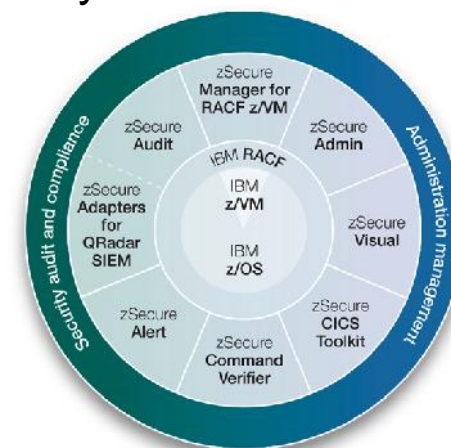 zSecure
Manager for
RACF z/VM
zSecure
Admin
zSecure
Visual
zSecure
CICS
Toolkit
zSecure
Command
Verifier
zSecure
Alert
zSecure
Adapters
for
QRadar
SIEM
zSecure
Audit
IBM RACF
IBM
z/VM
IBM
z/OS
Security audit and compliance
Administration management